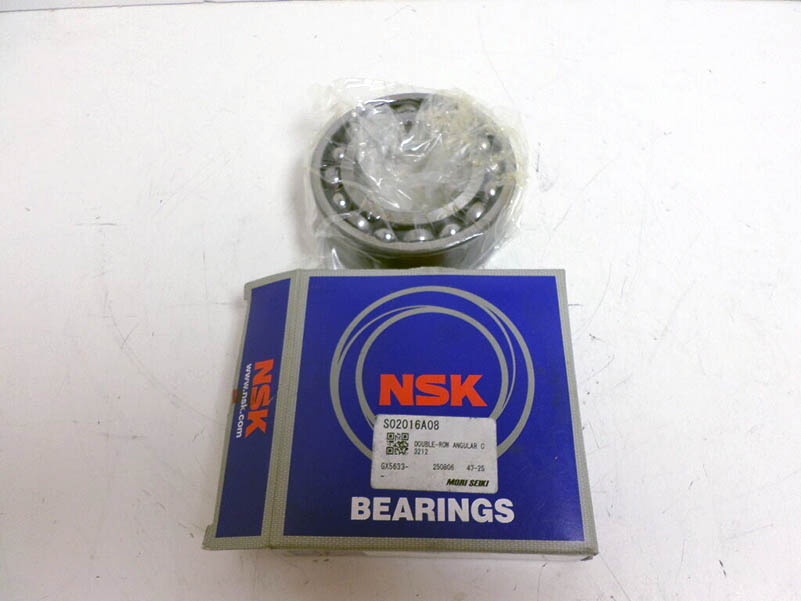 NSK
www.nsk.com
NSK
S02016A08
DOUBLE-ROW ANGULAR C
3212
GX5633-
250806
47-25
-
MORI SEIKI
BEARINGS